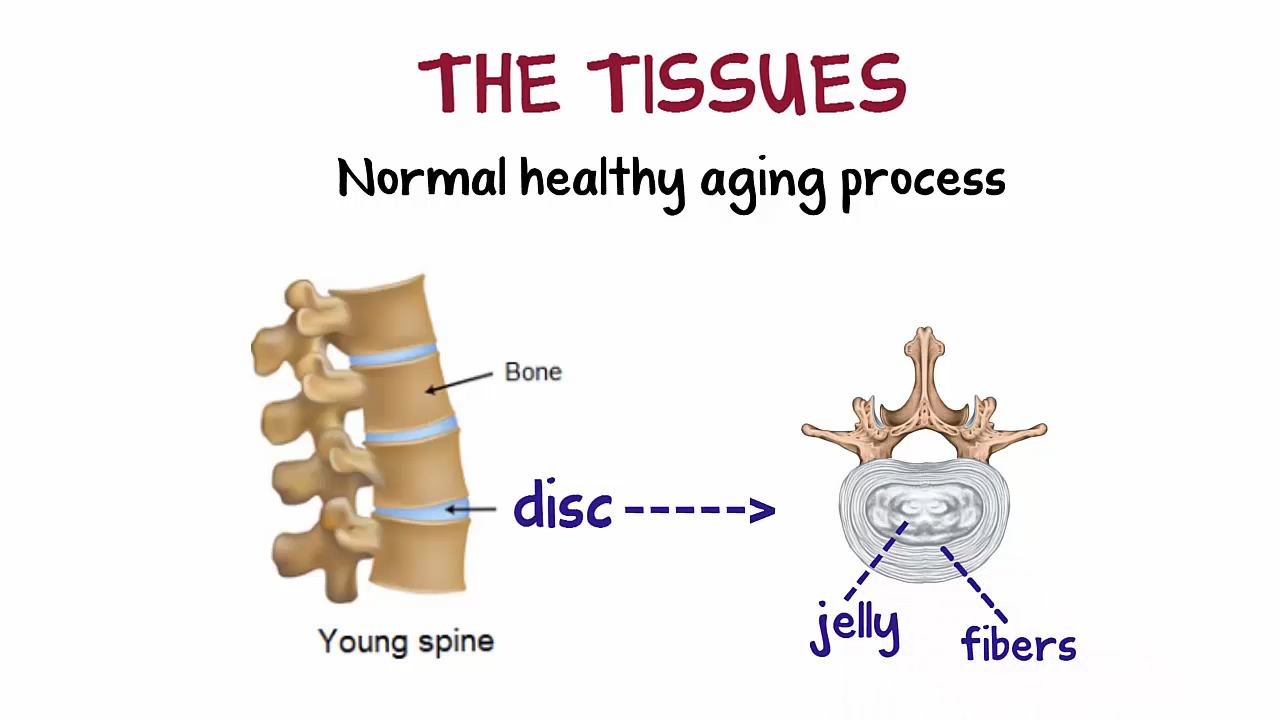 THE TISSUES
Normal healthy aging process
Bone
disc ----->
jelly
fibers
Young spine